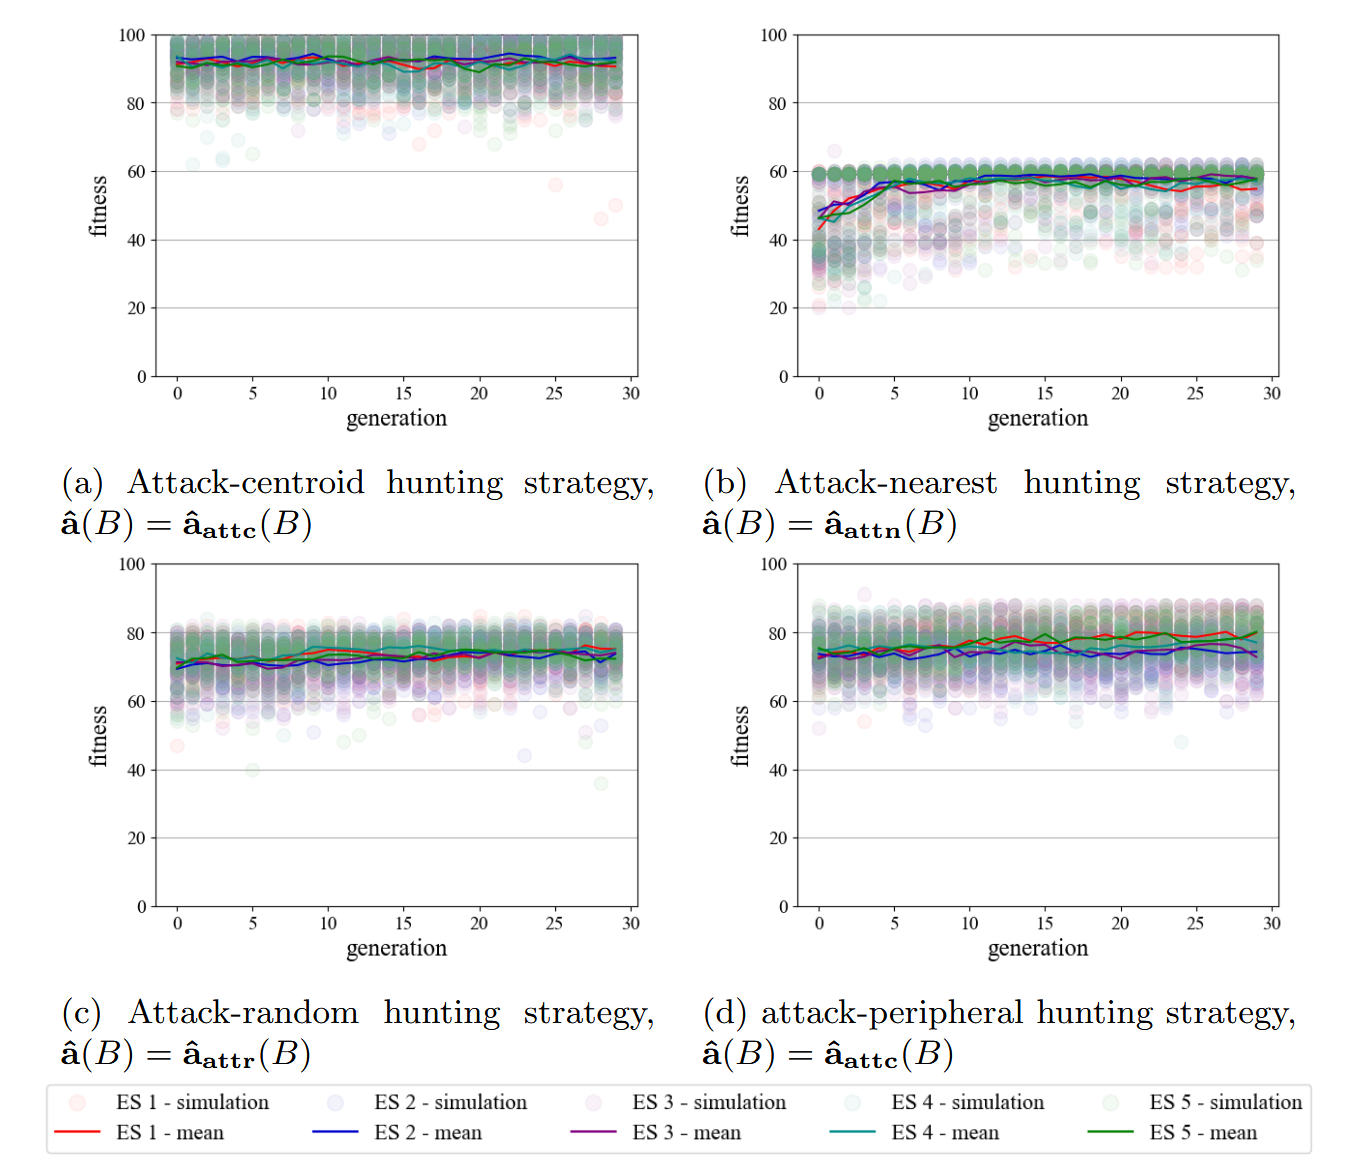 100
80
60
40
20
0
fitness
0 5 10 15 20 25 30
generation
100
80
60
40
20
0
fitness
0 5 10 15 20 25 30
generation
(a) Attack-centroid hunting strategy,
â(B) = â_attc(B)
(b) Attack-nearest hunting strategy,
â(B) = â_attn(B)
100
80
60
40
20
0
fitness
0 5 10 15 20 25 30
generation
100
80
60
40
20
0
fitness
0 5 10 15 20 25 30
generation
(c) Attack-random hunting strategy,
â(B) = â_attr(B)
(d) attack-peripheral hunting strategy,
â(B) = â_attc(B)
ES 1 - simulation ES 2 - simulation ES 3 - simulation ES 4 - simulation ES 5 - simulation
ES 1 - mean ES 2 - mean ES 3 - mean ES 4 - mean ES 5 - mean